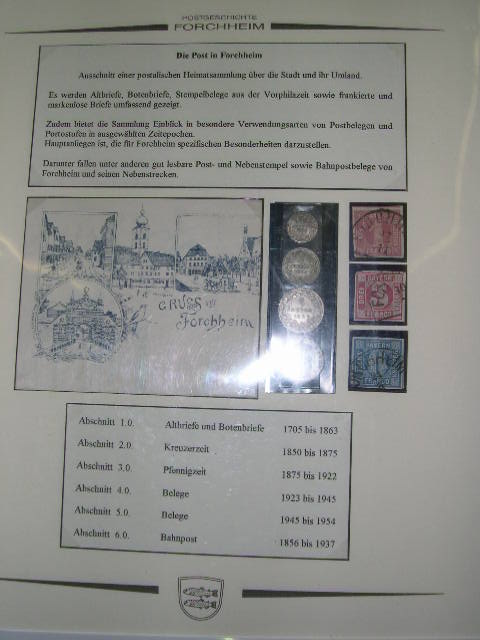 POSTGESCHICHTE
FORCHHEIM
Die Post in Forchheim
Ausschnitt einer postalischen Heimatsammlung über die Stadt und ihr Umland.
Es werden Altbriefe, Botenbriefe, Stempelbelege aus der Vorphilazeit sowie frankierte und
markenlose Briefe umfassend gezeigt.
Zudem bietet die Sammlung Einblick in besondere Verwendungsarten von Postbelegen und
Portostufen in ausgewählten Zeitepochen.
Hauptanliegen ist, die für Forchheim spezifischen Besonderheiten darzustellen.
Darunter fallen unter anderen gut lesbare Post- und Nebenstempel sowie Bahnpostbelege von
Forchheim und seinen Nebenstrecken.
GRUSS
Forchheim
BAYERN
DREI
BAYERN
Abschnitt 1.0. Altbriefe und Botenbriefe 1705 bis 1863
Abschnitt 2.0. Kreuzerzeit 1850 bis 1875
Abschnitt 3.0. Pfennigzeit 1875 bis 1922
Abschnitt 4.0. Belege 1923 bis 1945
Abschnitt 5.0. Belege 1945 bis 1954
Abschnitt 6.0. Bahnpost 1856 bis 1937